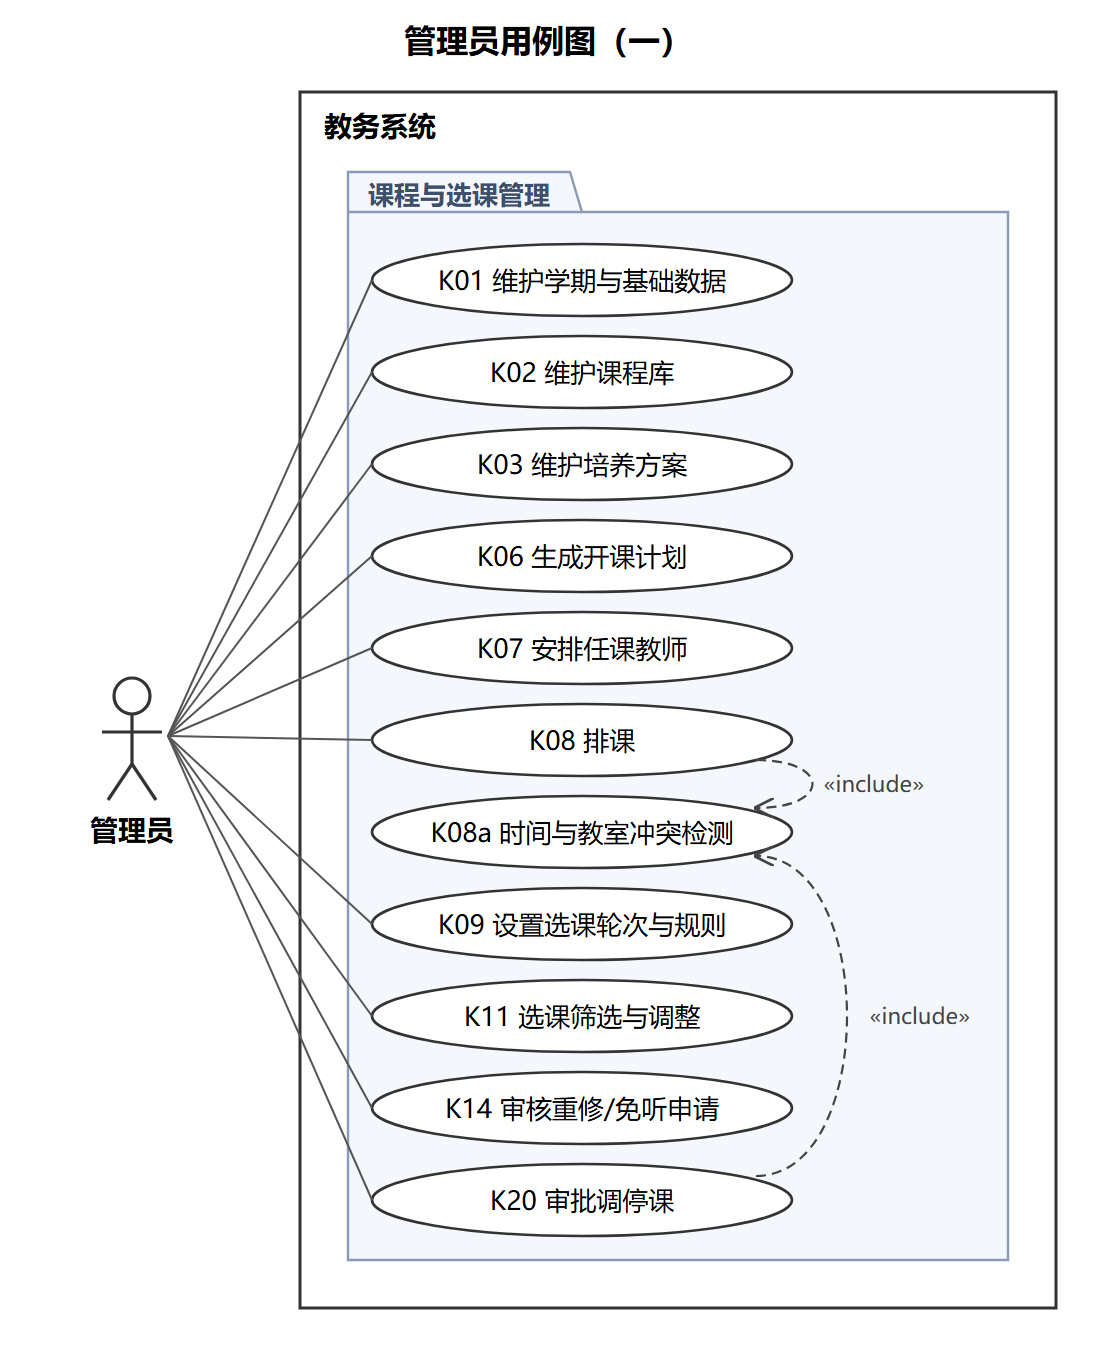 管理员用例图（一）
教务系统
课程与选课管理
K01 维护学期与基础数据
K02 维护课程库
K03 维护培养方案
K06 生成开课计划
K07 安排任课教师
K08 排课
«include»
K08a 时间与教室冲突检测
管理员
K09 设置选课轮次与规则
K11 选课筛选与调整
«include»
K14 审核重修/免听申请
K20 审批调停课